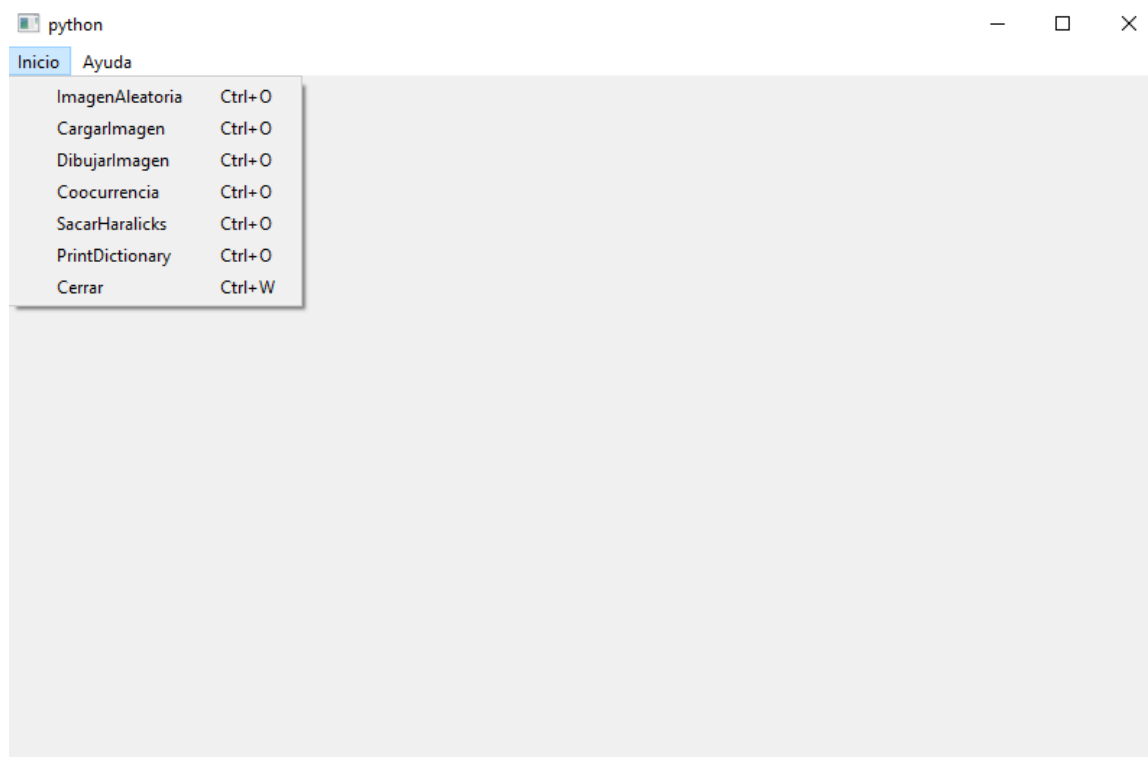 python
Inicio Ayuda
ImagenAleatoria Ctrl+O
CargarImagen Ctrl+O
DibujarImagen Ctrl+O
Coocurrencia Ctrl+O
SacarHaralicks Ctrl+O
PrintDictionary Ctrl+O
Cerrar Ctrl+W